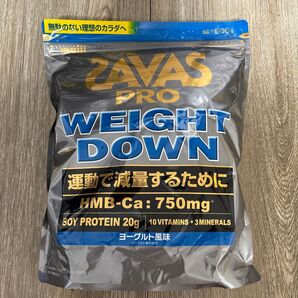 無駄のない理想のカラダへ
ZAVAS
PRO
WEIGHT
DOWN
運動で減量するために
HMB-Ca : 750mg
SOY PROTEIN 20g 10 VITAMINS + 3 MINERALS
ヨーグルト風味